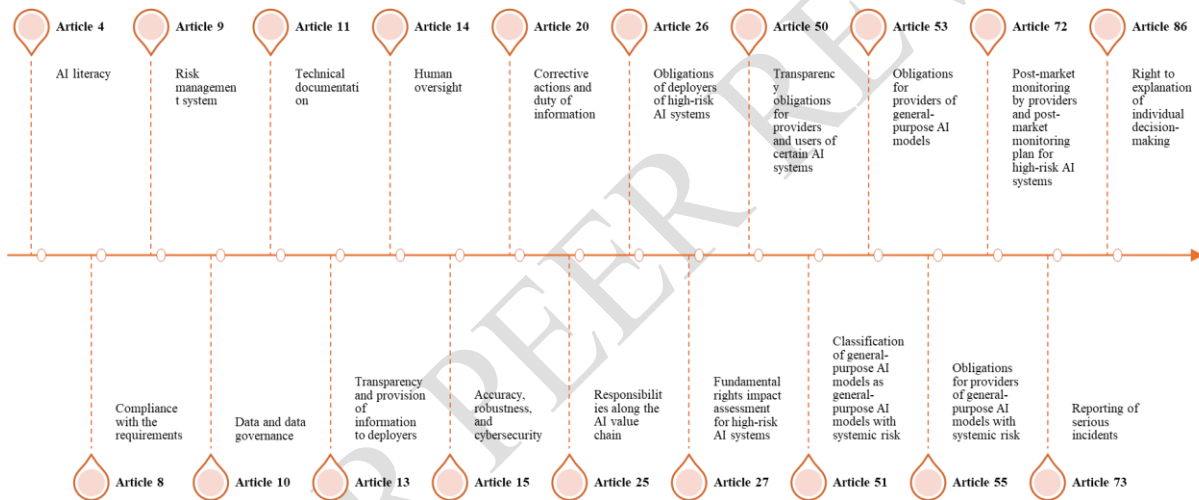 Article 4
Article 9
Article 11
Article 14
Article 20
Article 26
Article 50
Article 53
Article 72
Article 86
AI literacy
Risk
managemen
t system
Technical
documentati
on
Human
oversight
Corrective
actions and
duty of
information
Obligations
of deployers
of high-risk
AI systems
Transparenc
y
obligations
for
providers
and users of
certain AI
systems
Obligations
for
providers of
general-
purpose AI
models
Post-market
monitoring
by providers
and post-
market
monitoring
plan for
high-risk AI
systems
Right to
explanation
of
individual
decision-
making
Compliance
with the
requirements
Data and data
governance
Transparency
and provision
of
information
to deployers
Accuracy,
robustness,
and
cybersecurity
Responsibilit
ies along the
AI value
chain
Fundamental
rights impact
assessment
for high-risk
AI systems
Classification
of general-
purpose AI
models as
general-
purpose AI
models with
systemic risk
Obligations
for providers
of general-
purpose AI
models with
systemic risk
Reporting of
serious
incidents
Article 8
Article 10
Article 13
Article 15
Article 25
Article 27
Article 51
Article 55
Article 73
PEER